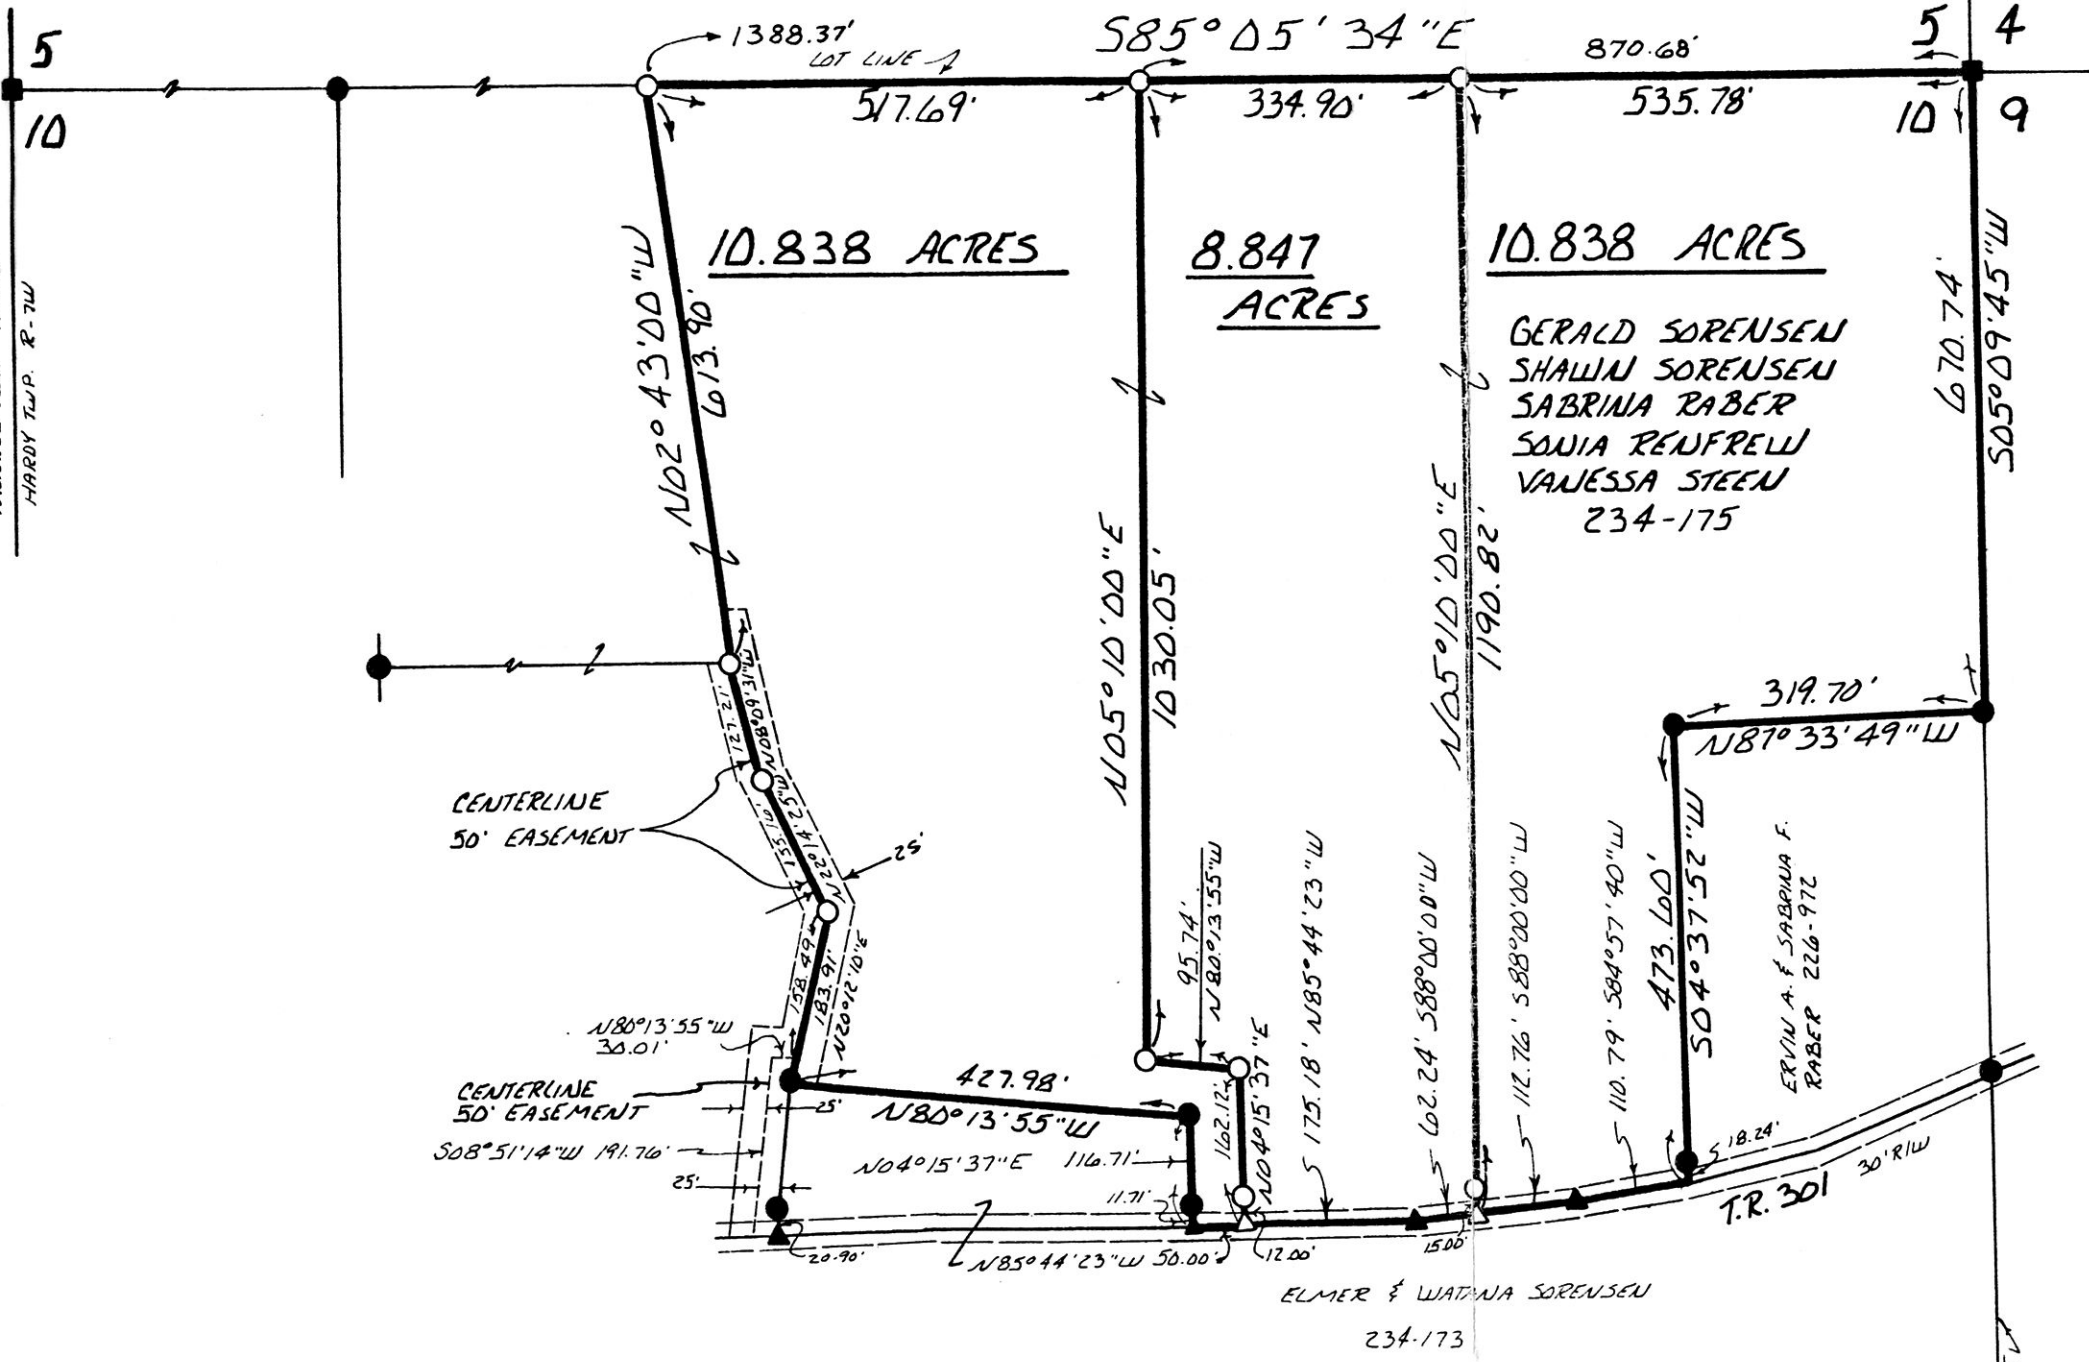 5
10
1388.37'
LOT LINE
S85° 05' 34"E
870.68'
5
4
10
9
517.69'
334.90'
535.78'
HARDY TWP. R-7W
10.838 ACRES
8.847
ACRES
10.838 ACRES
GERALD SORENSEN
SHAWN SORENSEN
SABRINA RABER
SONIA RENFREW
VANESSA STEEN
234-175
N02° 43'00"W
613.90'
N05°10'00"E
1030.05'
N05°10'00"E
1190.82'
670.74'
S05°09'45"W
319.70'
N87°33'49"W
127.21'
N08°09'31"W
155.16'
N22°14'25"W
CENTERLINE
50' EASEMENT
25'
158.49'
183.91'
N20°12'10"E
N80°13'55"W
30.01'
CENTERLINE
50' EASEMENT
25'
S08°51'14"W 191.76'
25'
20.90'
427.98'
N80°13'55"W
N04°15'37"E 116.71'
11.71'
95.74'
N80°13'55"W
162.12'
N04°15'37"E
175.18' N85°44'23"W
62.24' S88°00'00"W
112.76' S88°00'00"W
110.79' S84°57'40"W
473.60'
S04°37'52"W
ERVIN A. & SABRINA F.
RABER 226-972
18.24'
30' R/W
T.R. 301
N85°44'23"W 50.00'
12.00'
15.00'
ELMER & WATANA SORENSEN
234-173